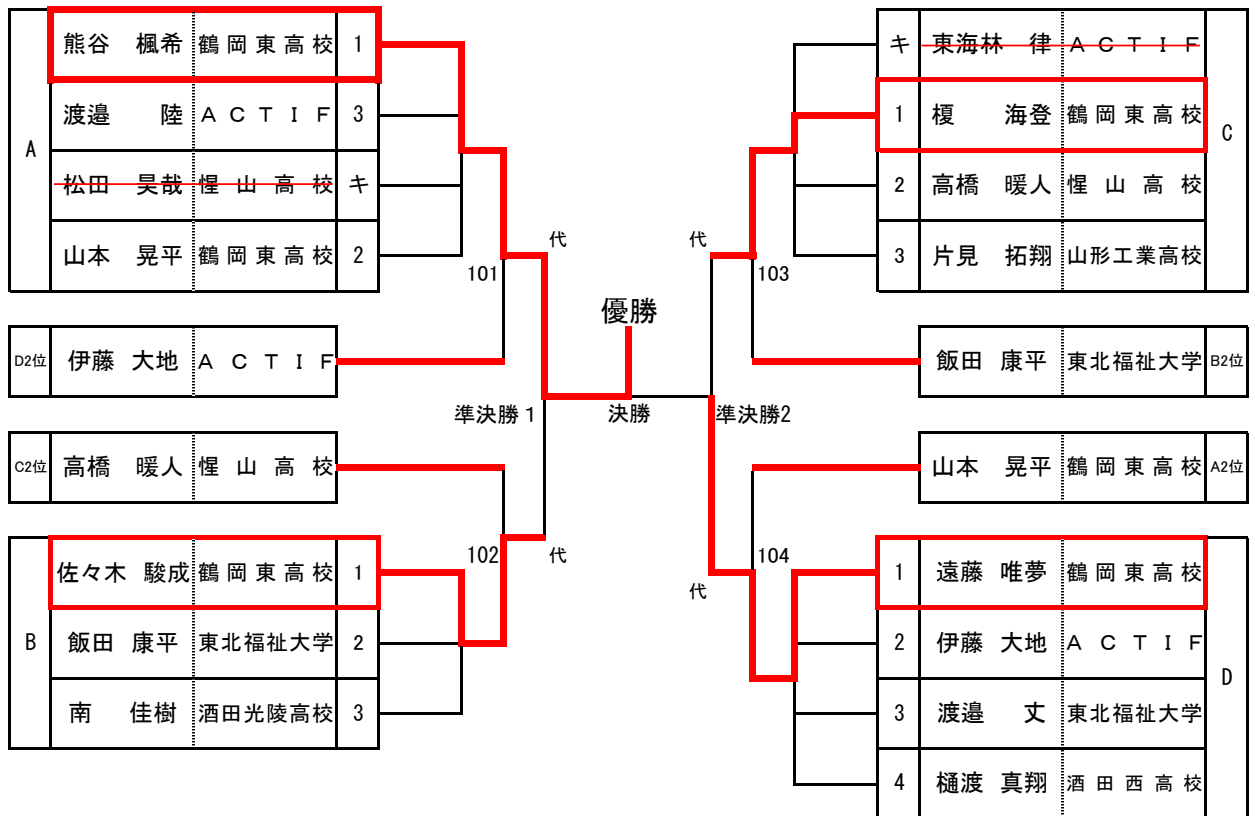 A
熊谷 楓希 鶴岡東高校 1
渡邉 陸 ACTIF 3
松田 昊哉 惺山高校 キ
山本 晃平 鶴岡東高校 2
キ 東海林 律 ACTIF
1 榎 海登 鶴岡東高校
2 高橋 暖人 惺山高校
3 片見 拓翔 山形工業高校
C
代
代
101
103
優勝
D2位 伊藤 大地 ACTIF
飯田 康平 東北福祉大学 B2位
準決勝1
決勝
準決勝2
C2位 高橋 暖人 惺山高校
山本 晃平 鶴岡東高校 A2位
B
佐々木 駿成 鶴岡東高校 1
飯田 康平 東北福祉大学 2
南 佳樹 酒田光陵高校 3
102
代
104
代
1 遠藤 唯夢 鶴岡東高校
2 伊藤 大地 ACTIF
3 渡邉 丈 東北福祉大学
4 樋渡 真翔 酒田西高校
D